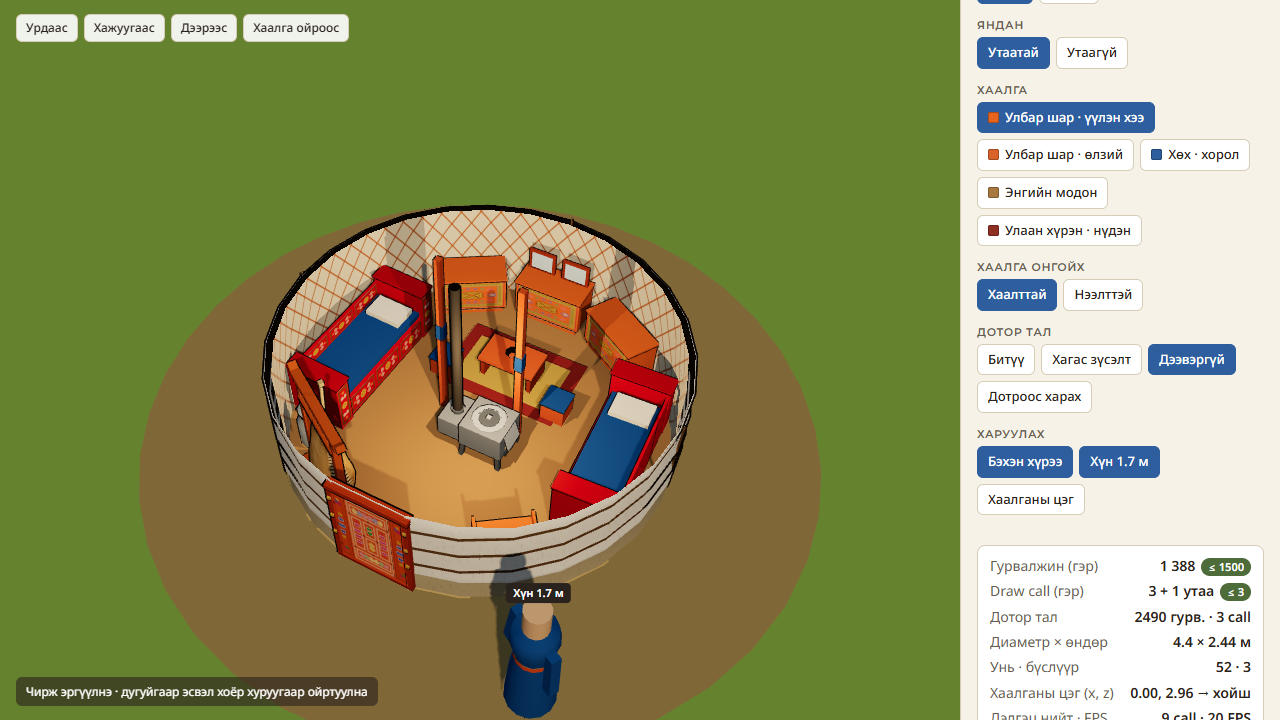 Урдаас
Хажуугаас
Дээрээс
Хаалга ойроос
Хүн 1.7 м
Чирж эргүүлнэ · дугуйгаар эсвэл хоёр хуруугаар ойртуулна
ЯНДАН
Утаатай
Утаагүй
ХААЛГА
Улбар шар · үүлэн хээ
Улбар шар · өлзий
Хөх · хорол
Энгийн модон
Улаан хүрэн · нүдэн
ХААЛГА ОНГОЙХ
Хаалттай
Нээлттэй
ДОТОР ТАЛ
Битүү
Хагас зүсэлт
Дээвэргүй
Дотроос харах
ХАРУУЛАХ
Бэхэн хүрээ
Хүн 1.7 м
Хаалганы цэг
Гурвалжин (гэр) 1 388 ≤ 1500
Draw call (гэр) 3 + 1 утаа ≤ 3
Дотор тал 2490 гурв. · 3 call
Диаметр × өндөр 4.4 × 2.44 м
Унь · бүслүүр 52 · 3
Хаалганы цэг (x, z) 0.00, 2.96 → хойш
Дэлгэц нийт · FPS 9 call · 20 FPS